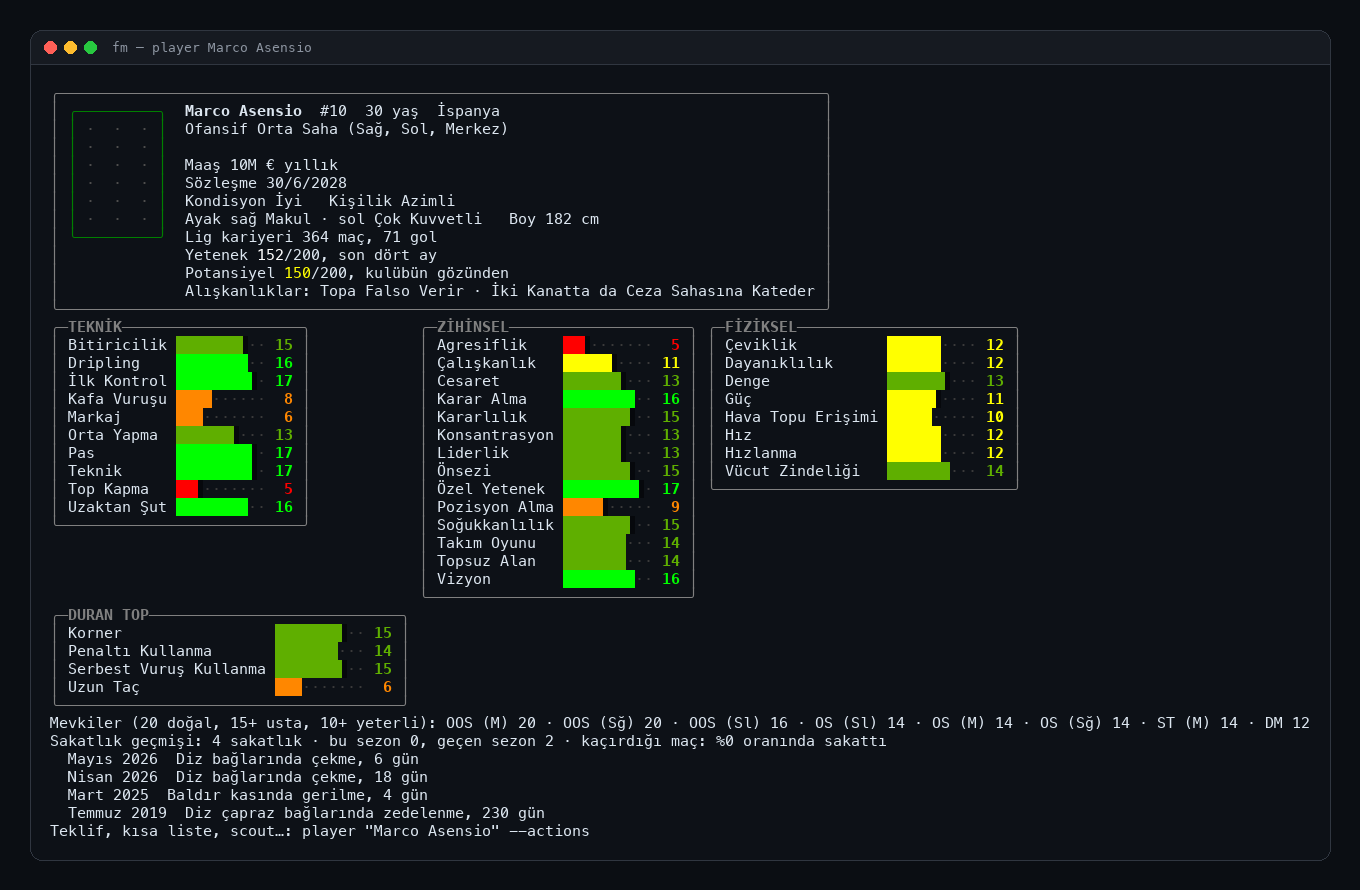 fm — player Marco Asensio
Marco Asensio #10 30 yaş İspanya
Ofansif Orta Saha (Sağ, Sol, Merkez)
Maaş 10M € yıllık
Sözleşme 30/6/2028
Kondisyon İyi Kişilik Azimli
Ayak sağ Makul · sol Çok Kuvvetli Boy 182 cm
Lig kariyeri 364 maç, 71 gol
Yetenek 152/200, son dört ay
Potansiyel 150/200, kulübün gözünden
Alışkanlıklar: Topa Falso Verir · İki Kanatta da Ceza Sahasına Kateder
TEKNİK
Bitiricilik 15
Dripling 16
İlk Kontrol 17
Kafa Vuruşu 8
Markaj 6
Orta Yapma 13
Pas 17
Teknik 17
Top Kapma 5
Uzaktan Şut 16
ZİHİNSEL
Agresiflik 5
Çalışkanlık 11
Cesaret 13
Karar Alma 16
Kararlılık 15
Konsantrasyon 13
Liderlik 13
Önsezi 15
Özel Yetenek 17
Pozisyon Alma 9
Soğukkanlılık 15
Takım Oyunu 14
Topsuz Alan 14
Vizyon 16
FİZİKSEL
Çeviklik 12
Dayanıklılık 12
Denge 13
Güç 11
Hava Topu Erişimi 10
Hız 12
Hızlanma 12
Vücut Zindeliği 14
DURAN TOP
Korner 15
Penaltı Kullanma 14
Serbest Vuruş Kullanma 15
Uzun Taç 6
Mevkiler (20 doğal, 15+ usta, 10+ yeterli): OOS (M) 20 · OOS (Sğ) 20 · OOS (Sl) 16 · OS (Sl) 14 · OS (M) 14 · OS (Sğ) 14 · ST (M) 14 · DM 12
Sakatlık geçmişi: 4 sakatlık · bu sezon 0, geçen sezon 2 · kaçırdığı maç: %0 oranında sakattı
Mayıs 2026 Diz bağlarında çekme, 6 gün
Nisan 2026 Diz bağlarında çekme, 18 gün
Mart 2025 Baldır kasında gerilme, 4 gün
Temmuz 2019 Diz çapraz bağlarında zedelenme, 230 gün
Teklif, kısa liste, scout…: player "Marco Asensio" --actions